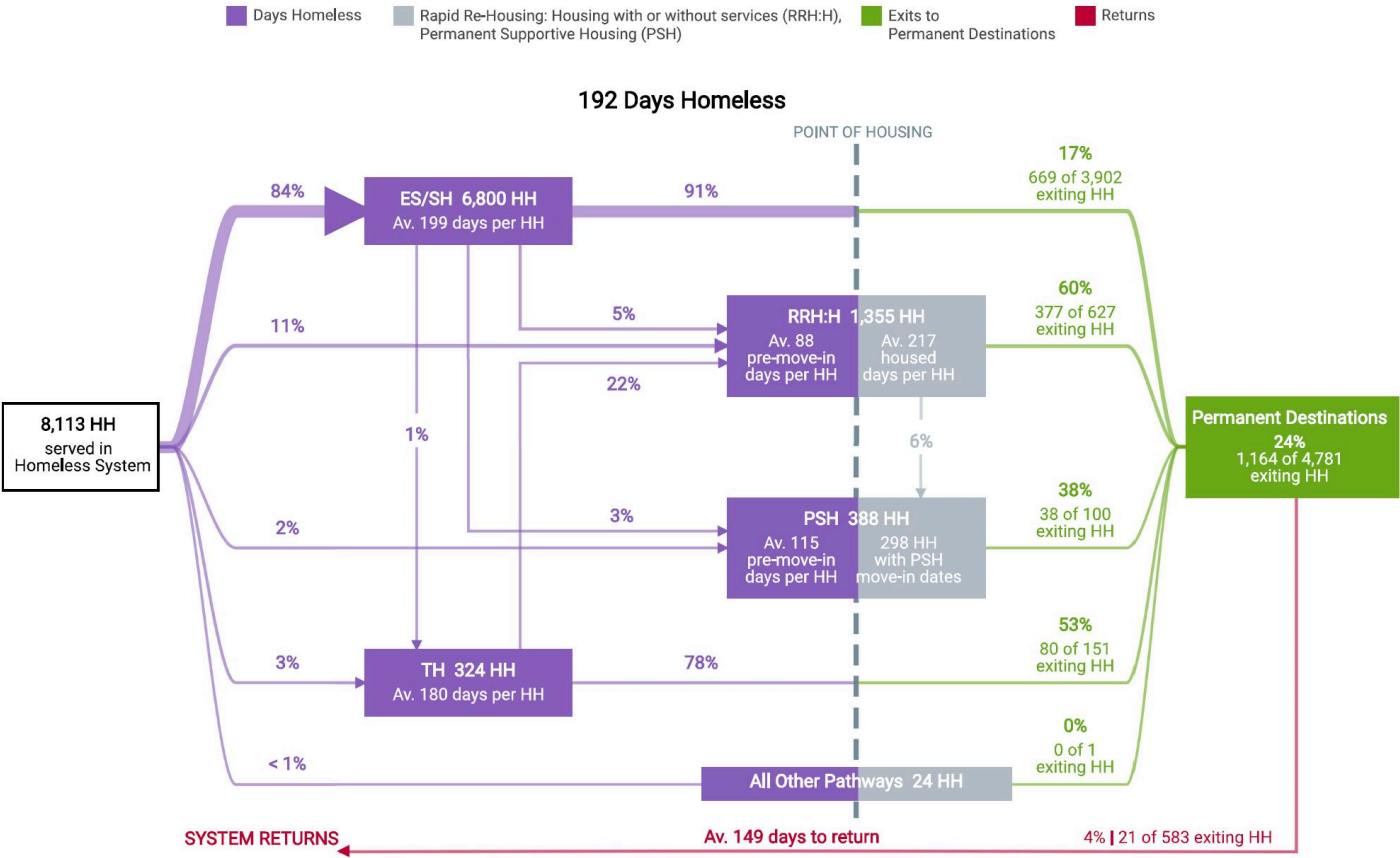 Days Homeless
Rapid Re-Housing: Housing with or without services (RRH:H),
Permanent Supportive Housing (PSH)
Exits to
Permanent Destinations
Returns
192 Days Homeless
POINT OF HOUSING
17%
669 of 3,902
exiting HH
84%
ES/SH 6,800 HH
Av. 199 days per HH
91%
60%
377 of 627
exiting HH
11%
5%
RRH:H 1,355 HH
Av. 88
pre-move-in
days per HH
Av. 217
housed
days per HH
22%
8,113 HH
served in
Homeless System
1%
6%
Permanent Destinations
24%
1,164 of 4,781
exiting HH
38%
38 of 100
exiting HH
2%
3%
PSH 388 HH
Av. 115
pre-move-in
days per HH
298 HH
with PSH
move-in dates
53%
80 of 151
exiting HH
3%
TH 324 HH
Av. 180 days per HH
78%
0%
0 of 1
exiting HH
< 1%
All Other Pathways 24 HH
SYSTEM RETURNS
Av. 149 days to return
4% | 21 of 583 exiting HH